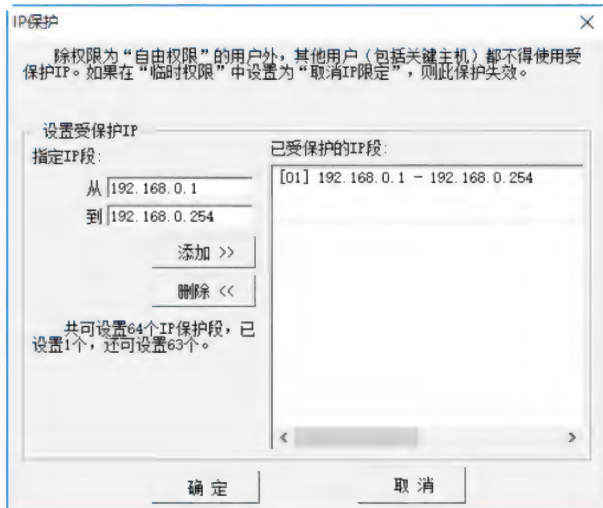 IP保护
除权限为“自由权限”的用户外，其他用户（包括关键主机）都不得使用受
保护IP。如果在“临时权限”中设置为“取消IP限定”，则此保护失效。
设置受保护IP
指定IP段:
从 192.168.0.1
到 192.168.0.254
添加 >>
删除 <<
共可设置64个IP保护段，已
设置1个，还可设置63个。
已受保护的IP段:
[01] 192.168.0.1 - 192.168.0.254
确 定
取 消